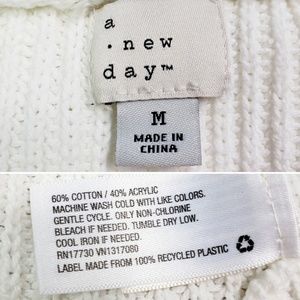 a
· new
day™
M
MADE IN
CHINA
60% COTTON / 40% ACRYLIC
MACHINE WASH COLD WITH LIKE COLORS.
GENTLE CYCLE. ONLY NON-CHLORINE
BLEACH IF NEEDED. TUMBLE DRY LOW.
COOL IRON IF NEEDED.
RN17730 VN1317080
LABEL MADE FROM 100% RECYCLED PLASTIC